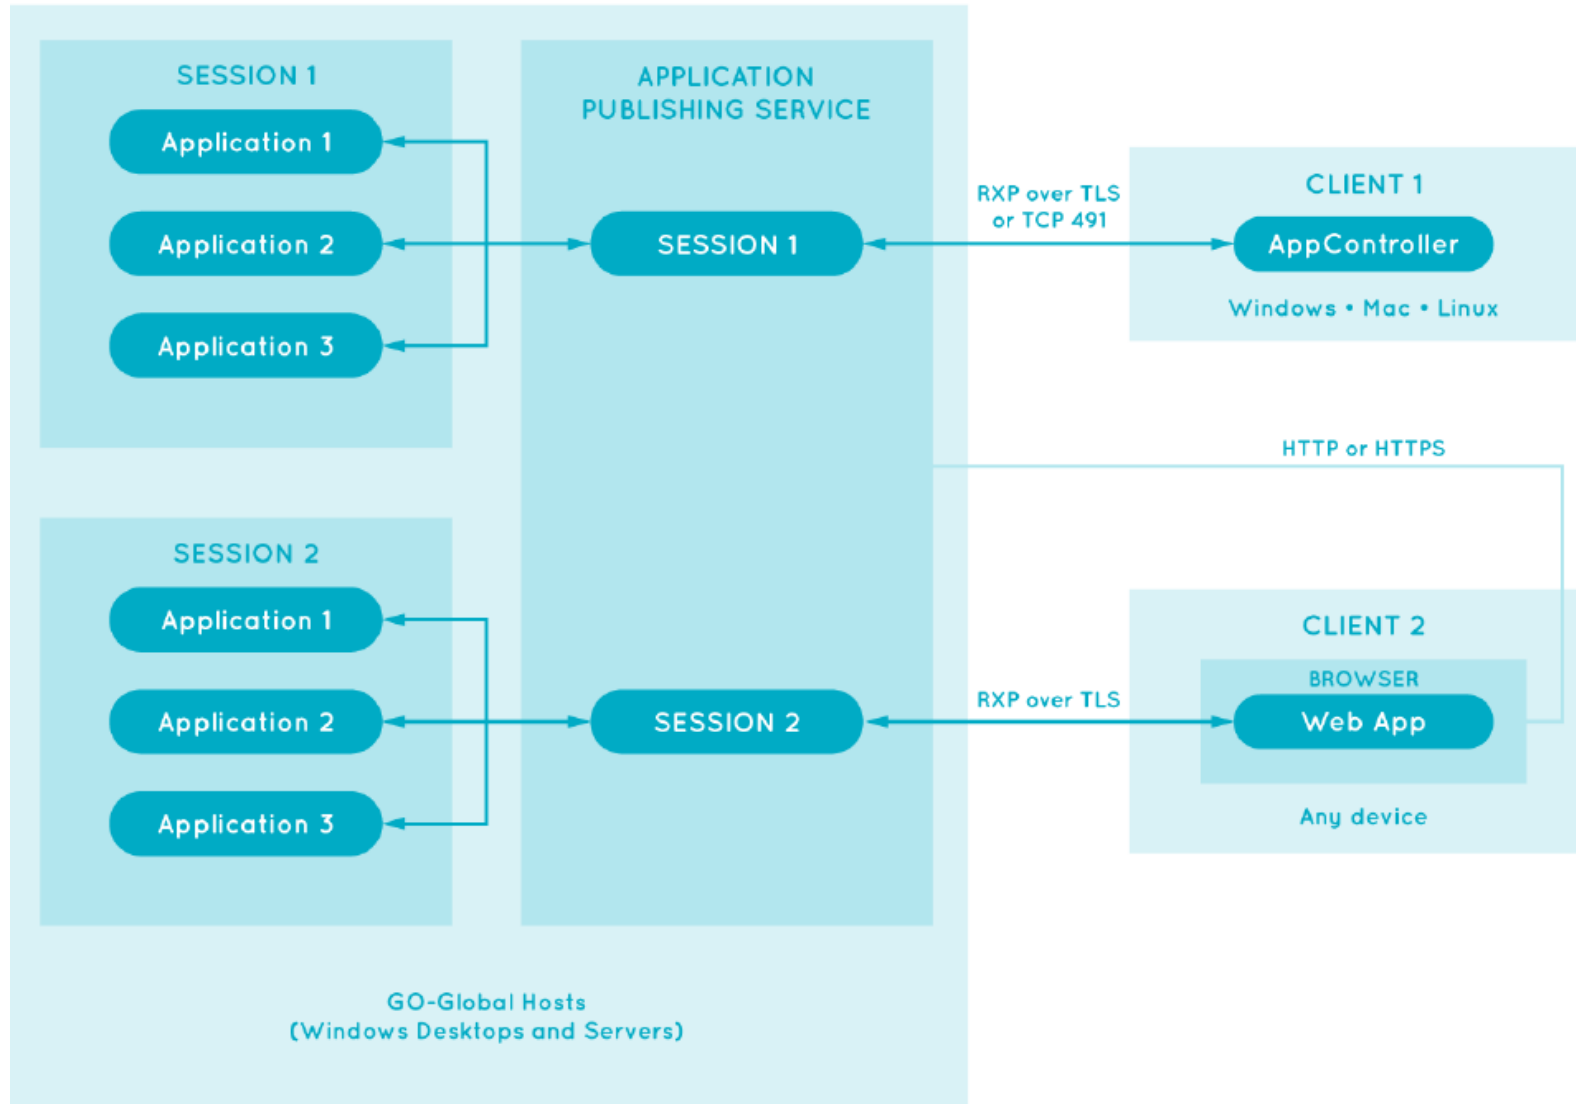 SESSION 1
Application 1
Application 2
Application 3
APPLICATION
PUBLISHING SERVICE
SESSION 1
RXP over TLS
or TCP 491
CLIENT 1
AppController
Windows • Mac • Linux
HTTP or HTTPS
SESSION 2
Application 1
Application 2
Application 3
SESSION 2
RXP over TLS
CLIENT 2
BROWSER
Web App
Any device
GO-Global Hosts
(Windows Desktops and Servers)